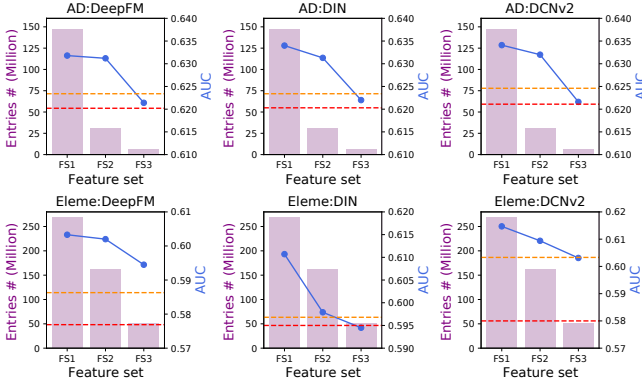 AD:DeepFM
AD:DIN
AD:DCNv2
Entries # (Million)
150
125
100
75
50
25
0
FS1 FS2 FS3
Feature set
0.640
0.635
0.630
0.625
0.620
0.615
0.610
AUC
Entries # (Million)
150
125
100
75
50
25
0
FS1 FS2 FS3
Feature set
0.640
0.635
0.630
0.625
0.620
0.615
0.610
AUC
Entries # (Million)
150
125
100
75
50
25
0
FS1 FS2 FS3
Feature set
0.640
0.635
0.630
0.625
0.620
0.615
0.610
AUC
Eleme:DeepFM
Eleme:DIN
Eleme:DCNv2
Entries # (Million)
250
200
150
100
50
0
FS1 FS2 FS3
Feature set
0.61
0.60
0.59
0.58
0.57
AUC
Entries # (Million)
250
200
150
100
50
0
FS1 FS2 FS3
Feature set
0.620
0.615
0.610
0.605
0.600
0.595
0.590
AUC
Entries # (Million)
250
200
150
100
50
0
FS1 FS2 FS3
Feature set
0.62
0.61
0.60
0.59
0.58
0.57
AUC